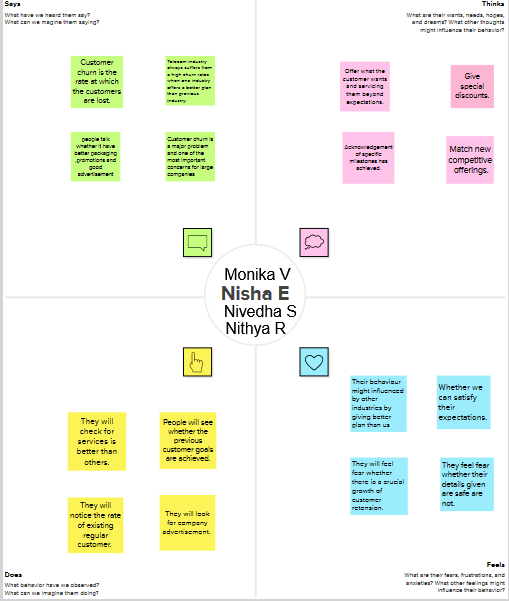 Says
What have we heard them say?
What can we imagine them saying?
Customer
churn is the
rate at which
the customers
are lost.
Telecom industry
always suffers from
a high churn rates
when one industry
offers a better plan
than previous
industry.
people talk
whether it have
better packaging
,promotions and
good
advertisement
Customer churn is
a major problem
and one of the
most important
concerns for large
companies
Thinks
What are their wants, needs, hopes,
and dreams? What other thoughts
might influence their behavior?
Offer what the
customer wants
and servicing
them beyond
expectations.
Give
special
discounts.
Acknowledgement
of specific
milestones has
achieved.
Match new
competitive
offerings.
Monika V
Nisha E
Nivedha S
Nithya R
They will
check for
services is
better than
others.
People will see
whether the
previous
customer goals
are achieved.
They will
notice the rate
of existing
regular
customer.
They will look
for company
advertisement.
Does
What behavior have we observed?
What can we imagine them doing?
Their behaviour
might influenced
by other
industries by
giving better
plan than us
Whether we
can satisfy
their
expectations.
They will feel
fear whether
there is a crucial
growth of
customer
retension.
They feel fear
whether their
details given
are safe are
not.
Feels
What are their fears, frustrations, and
anxieties? What other feelings might
influence their behavior?